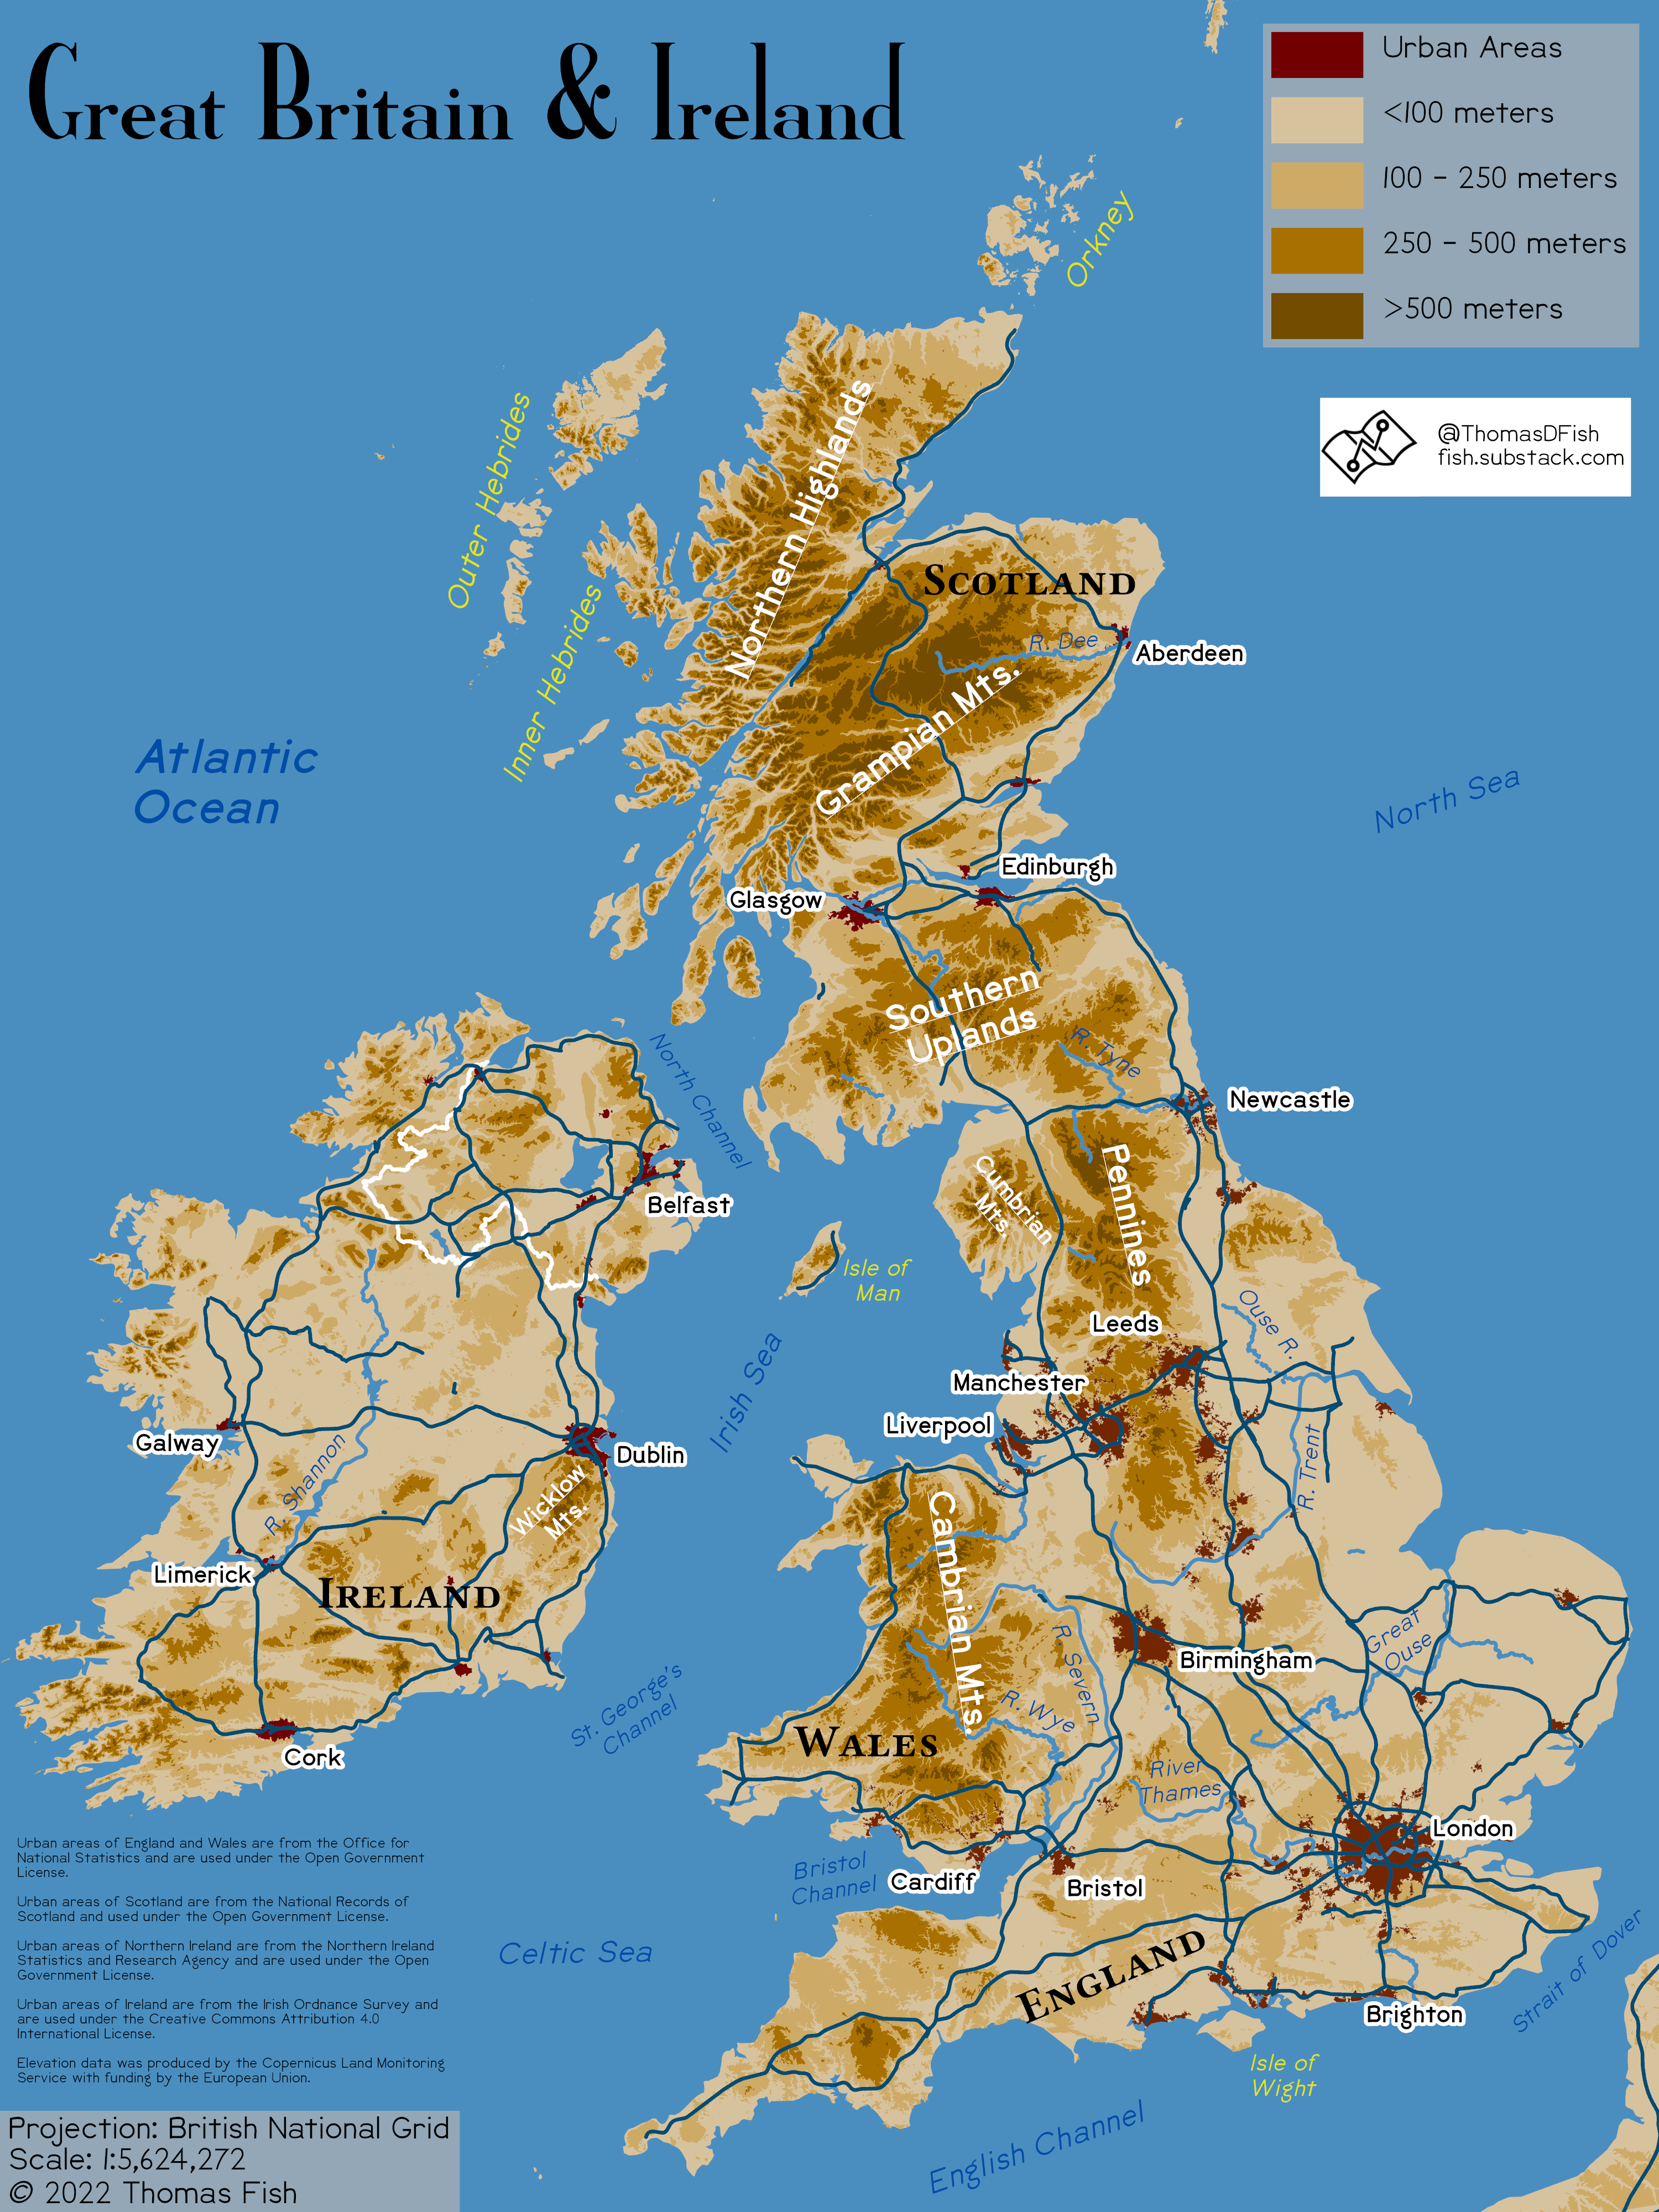 Great Britain & Ireland
Urban Areas
<100 meters
100 - 250 meters
250 - 500 meters
>500 meters
@ThomasDFish
fish.substack.com
Orkney
Outer Hebrides
Northern Highlands
Inner Hebrides
Scotland
R. Dee
Aberdeen
Grampian Mts.
Atlantic
Ocean
North Sea
Edinburgh
Glasgow
Southern
Uplands
North Channel
R. Tyne
Newcastle
Belfast
Cumbrian
Mts.
Pennines
Isle of
Man
Irish Sea
Leeds
Ouse R.
Manchester
Liverpool
Galway
Dublin
R. Shannon
Wicklow
Mts.
R. Trent
Cambrian Mts.
Limerick
Ireland
Great
Ouse
Birmingham
R. Severn
R. Wye
St. George's
Channel
Wales
Cork
River
Thames
London
Bristol
Channel
Cardiff
Bristol
Celtic Sea
England
Strait of Dover
Brighton
Isle of
Wight
English Channel
Urban areas of England and Wales are from the Office for
National Statistics and are used under the Open Government
License.
Urban areas of Scotland are from the National Records of
Scotland and used under the Open Government License.
Urban areas of Northern Ireland are from the Northern Ireland
Statistics and Research Agency and are used under the Open
Government License.
Urban areas of Ireland are from the Irish Ordnance Survey and
are used under the Creative Commons Attribution 4.0
International License.
Elevation data was produced by the Copernicus Land Monitoring
Service with funding by the European Union.
Projection: British National Grid
Scale: 1:5,624,272
© 2022 Thomas Fish